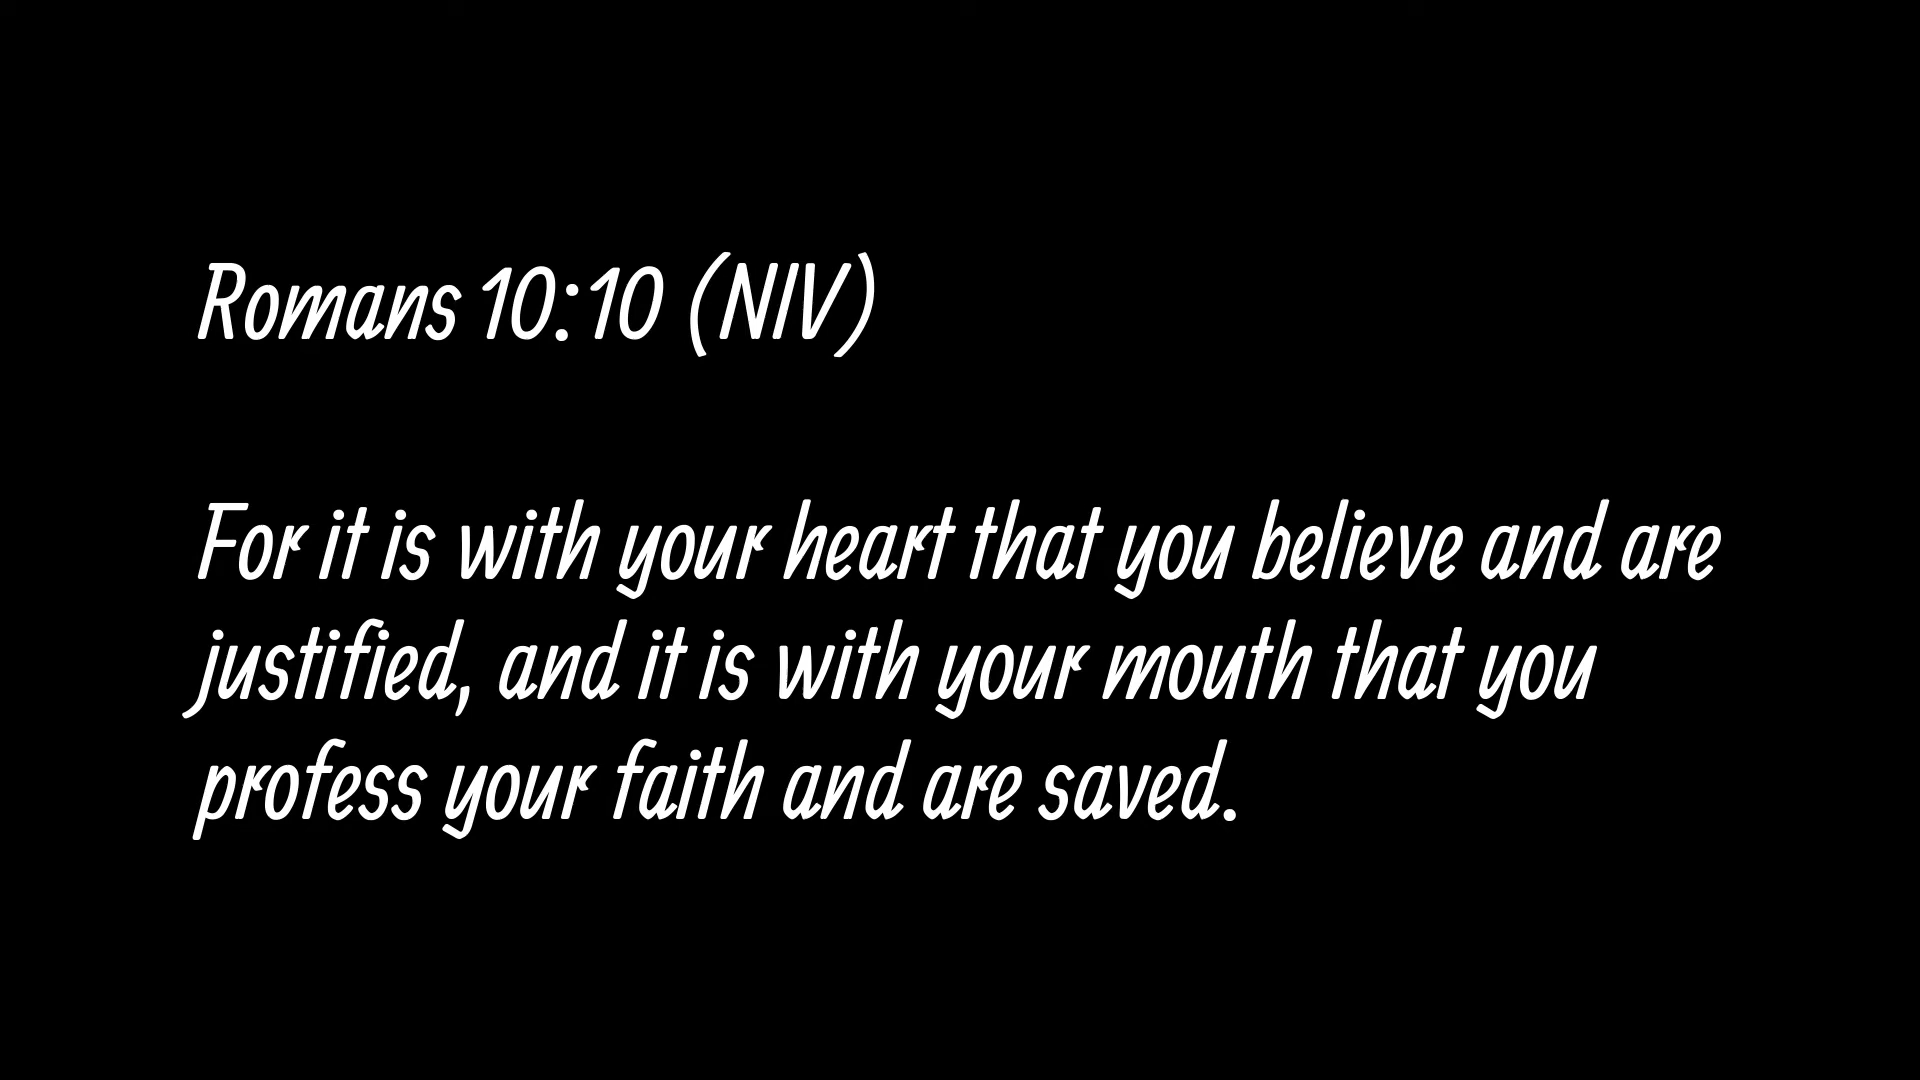 Romans 10:10 (NIV)
For it is with your heart that you believe and are
justified, and it is with your mouth that you
profess your faith and are saved.